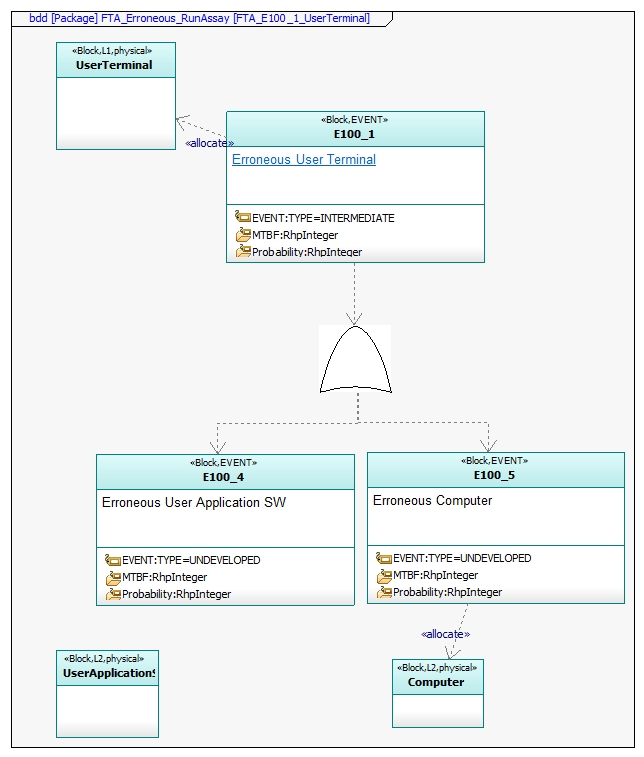 bdd [Package] FTA_Erroneous_RunAssay [FTA_E100_1_UserTerminal]
«Block,L1,physical»
UserTerminal
«Block,EVENT»
E100_1
«allocate»
Erroneous User Terminal
EVENT:TYPE=INTERMEDIATE
MTBF:RhpInteger
Probability:RhpInteger
«Block,EVENT»
E100_4
Erroneous User Application SW
EVENT:TYPE=UNDEVELOPED
MTBF:RhpInteger
Probability:RhpInteger
«Block,EVENT»
E100_5
Erroneous Computer
EVENT:TYPE=UNDEVELOPED
MTBF:RhpInteger
Probability:RhpInteger
«allocate»
«Block,L2,physical»
UserApplicationS
«Block,L2,physical»
Computer